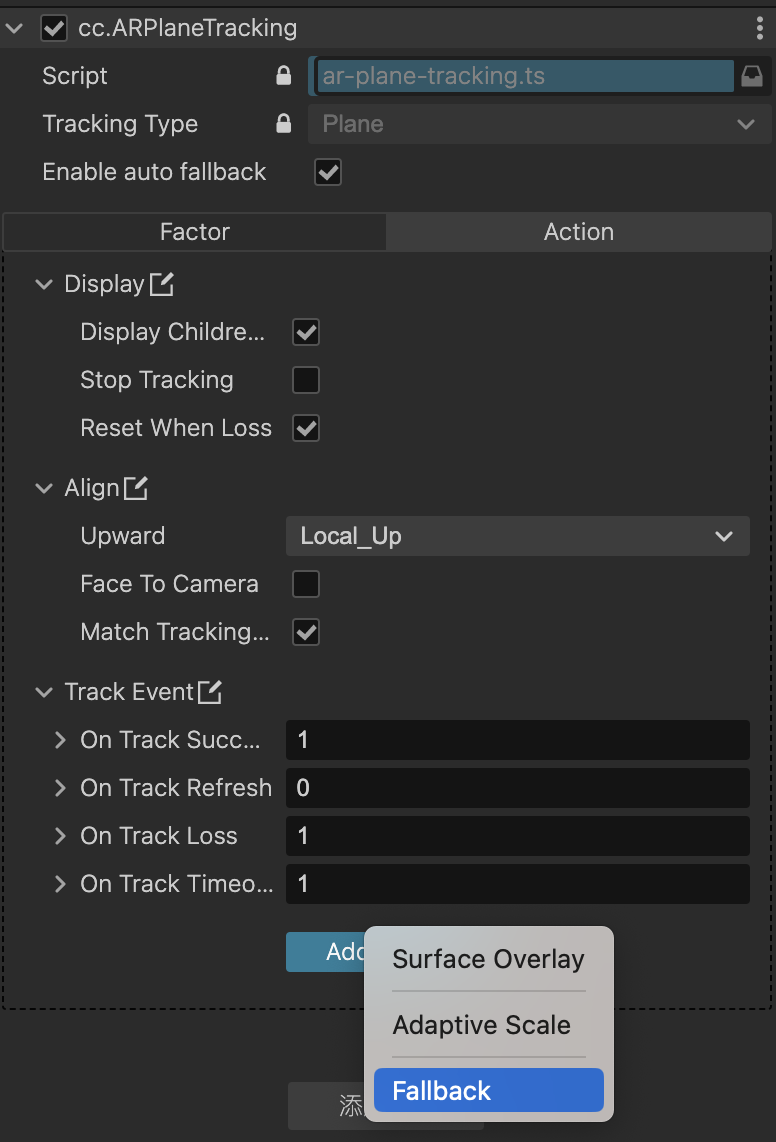 cc.ARPlaneTracking
Script ar-plane-tracking.ts
Tracking Type Plane
Enable auto fallback
Factor Action
Display
Display Childre...
Stop Tracking
Reset When Loss
Align
Upward Local_Up
Face To Camera
Match Tracking...
Track Event
On Track Succ... 1
On Track Refresh 0
On Track Loss 1
On Track Timeo... 1
Add
Surface Overlay
Adaptive Scale
Fallback
添